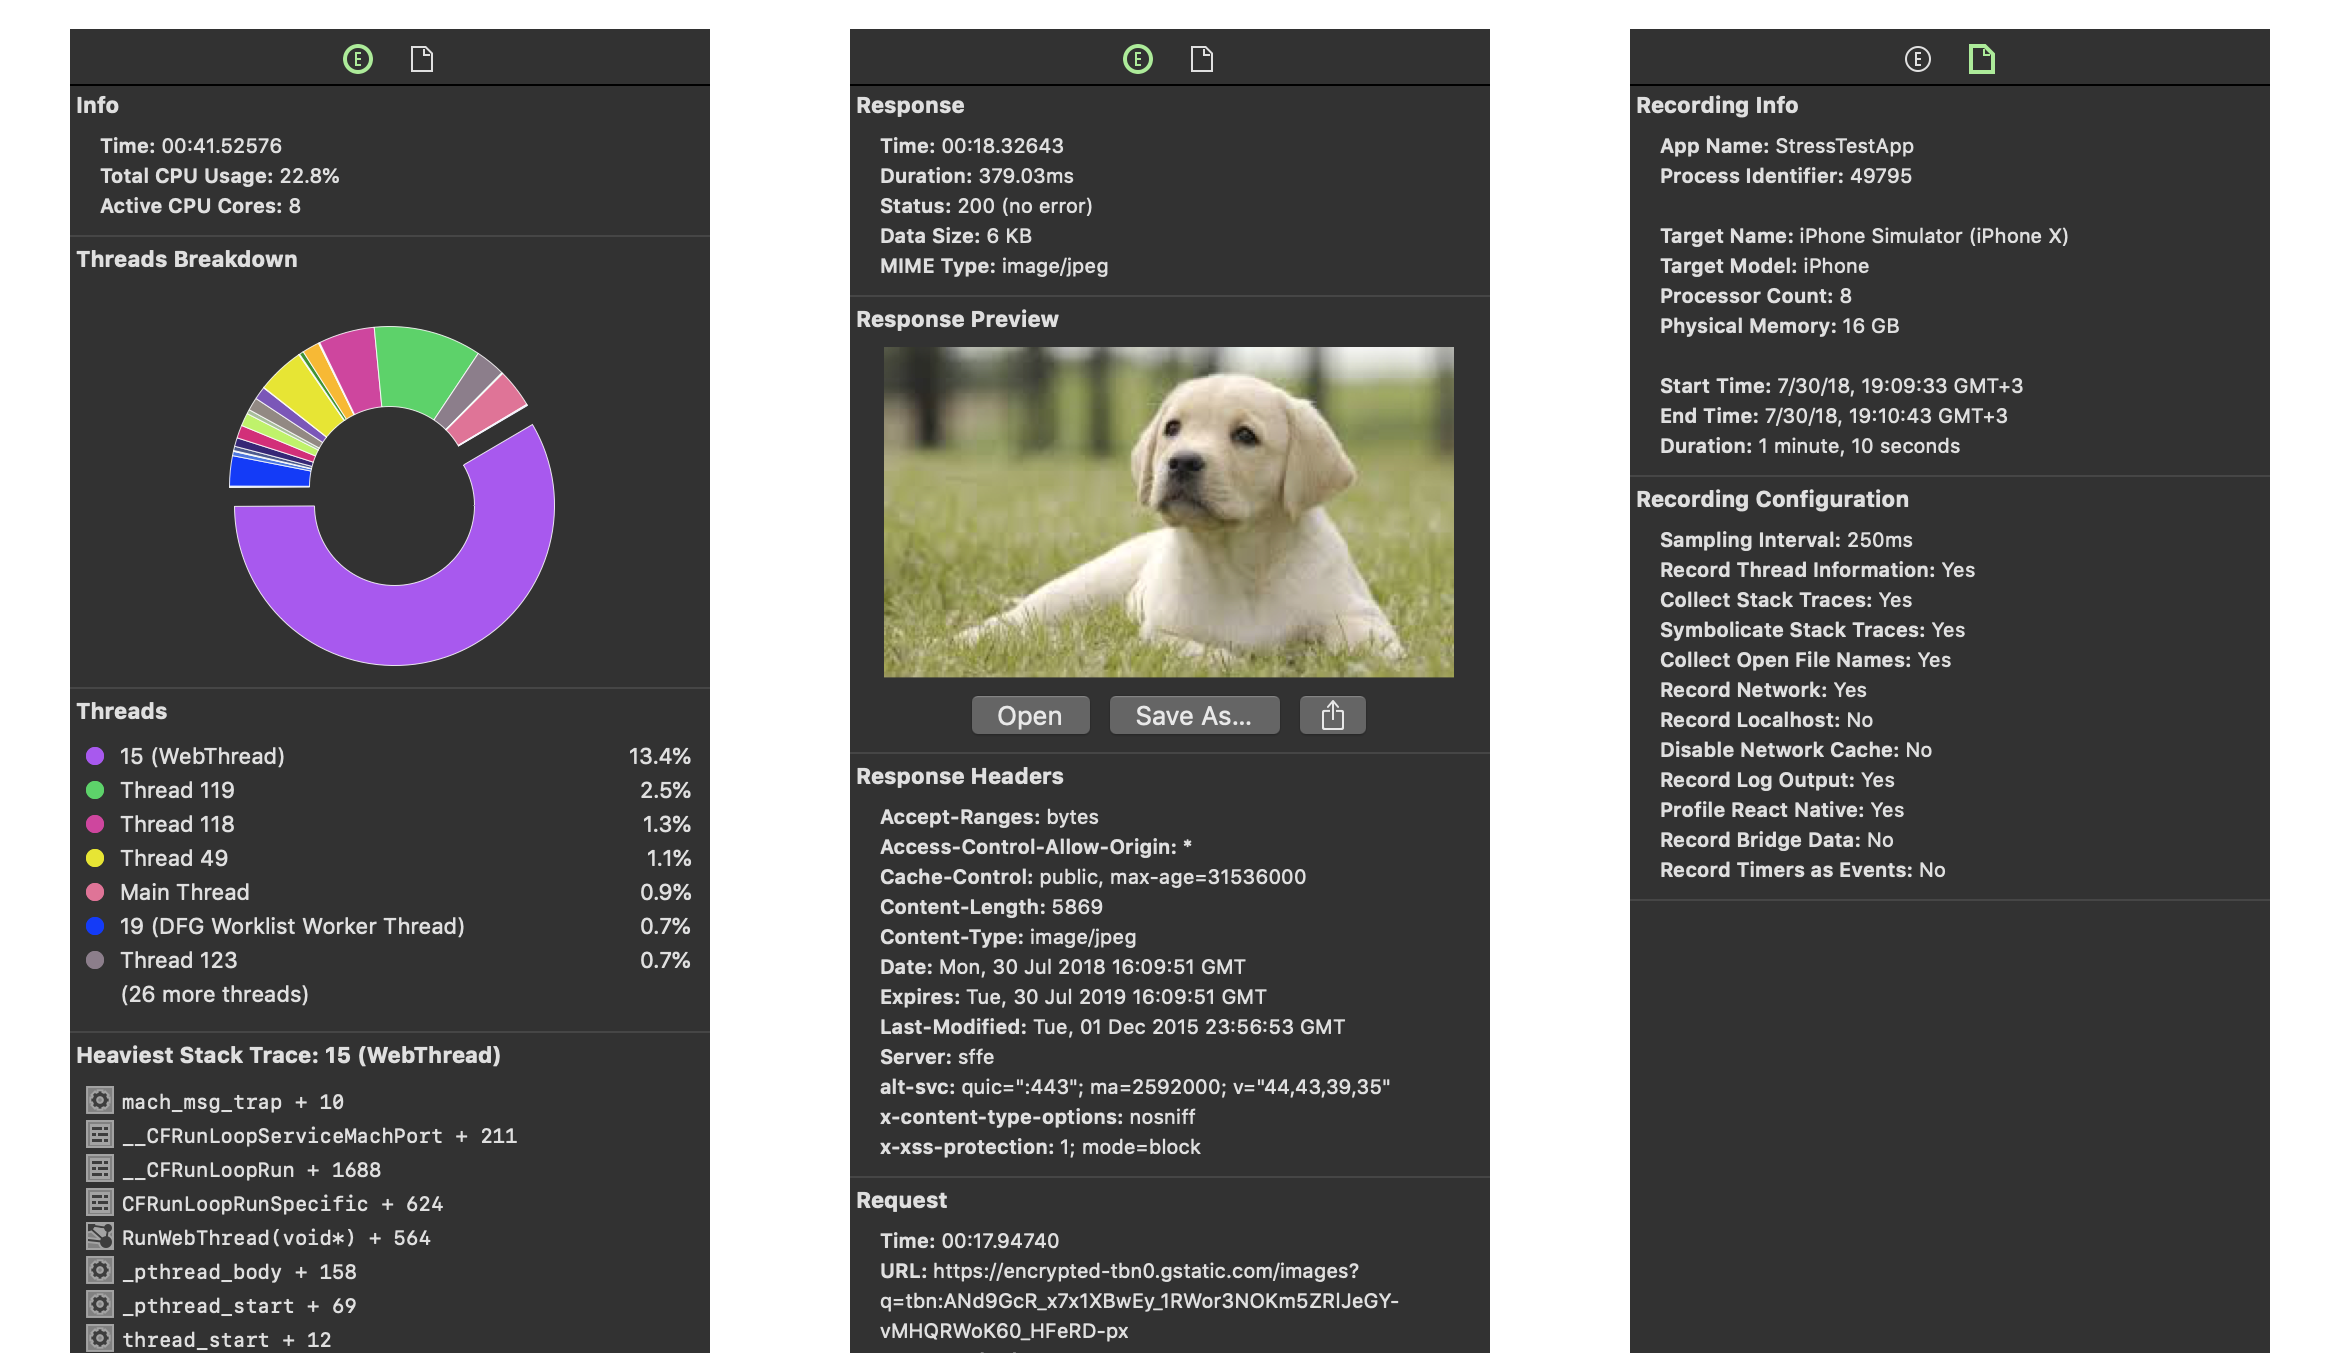 E
Info
Time: 00:41.52576
Total CPU Usage: 22.8%
Active CPU Cores: 8
Threads Breakdown
Threads
15 (WebThread) 13.4%
Thread 119 2.5%
Thread 118 1.3%
Thread 49 1.1%
Main Thread 0.9%
19 (DFG Worklist Worker Thread) 0.7%
Thread 123 0.7%
(26 more threads)
Heaviest Stack Trace: 15 (WebThread)
mach_msg_trap + 10
__CFRunLoopServiceMachPort + 211
__CFRunLoopRun + 1688
CFRunLoopRunSpecific + 624
RunWebThread(void*) + 564
_pthread_body + 158
_pthread_start + 69
thread_start + 12
E
Response
Time: 00:18.32643
Duration: 379.03ms
Status: 200 (no error)
Data Size: 6 KB
MIME Type: image/jpeg
Response Preview
Open
Save As...
Response Headers
Accept-Ranges: bytes
Access-Control-Allow-Origin: *
Cache-Control: public, max-age=31536000
Content-Length: 5869
Content-Type: image/jpeg
Date: Mon, 30 Jul 2018 16:09:51 GMT
Expires: Tue, 30 Jul 2019 16:09:51 GMT
Last-Modified: Tue, 01 Dec 2015 23:56:53 GMT
Server: sffe
alt-svc: quic=":443"; ma=2592000; v="44,43,39,35"
x-content-type-options: nosniff
x-xss-protection: 1; mode=block
Request
Time: 00:17.94740
URL: https://encrypted-tbn0.gstatic.com/images?
q=tbn:ANd9GcR_x7x1XBwEy_1RWor3NOKm5ZRlJeGY-
vMHQRWoK60_HFeRD-px
E
Recording Info
App Name: StressTestApp
Process Identifier: 49795
Target Name: iPhone Simulator (iPhone X)
Target Model: iPhone
Processor Count: 8
Physical Memory: 16 GB
Start Time: 7/30/18, 19:09:33 GMT+3
End Time: 7/30/18, 19:10:43 GMT+3
Duration: 1 minute, 10 seconds
Recording Configuration
Sampling Interval: 250ms
Record Thread Information: Yes
Collect Stack Traces: Yes
Symbolicate Stack Traces: Yes
Collect Open File Names: Yes
Record Network: Yes
Record Localhost: No
Disable Network Cache: No
Record Log Output: Yes
Profile React Native: Yes
Record Bridge Data: No
Record Timers as Events: No